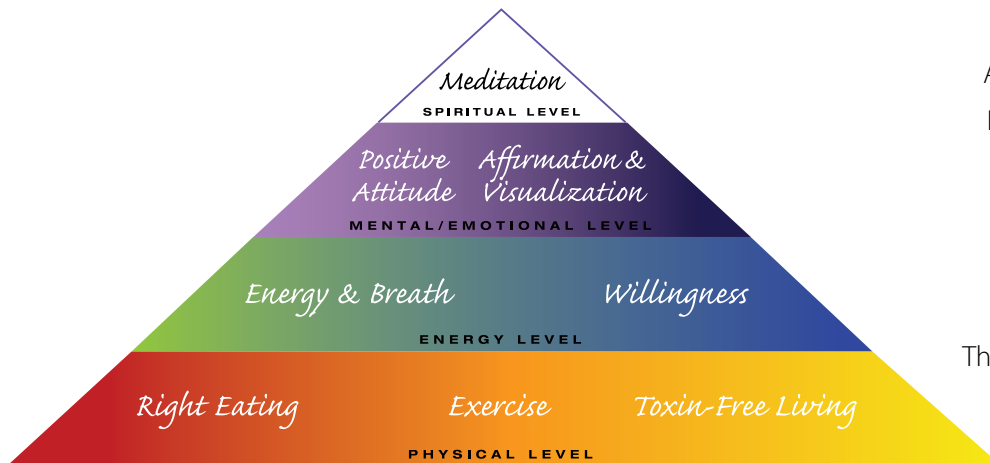 Meditation
SPIRITUAL LEVEL
Positive Affirmation &
Attitude Visualization
MENTAL/EMOTIONAL LEVEL
Energy & Breath Willingness
ENERGY LEVEL
Right Eating Exercise Toxin-Free Living
PHYSICAL LEVEL